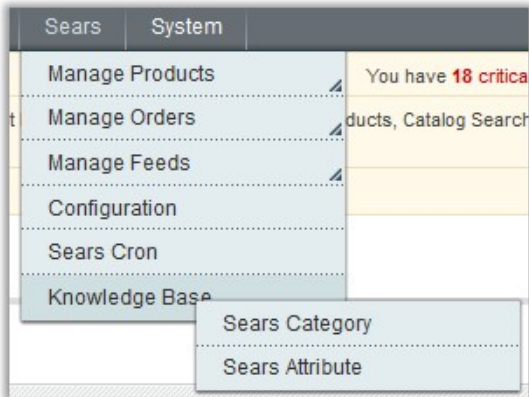 Sears System
Manage Products
You have 18 critica
Manage Orders
t ducts, Catalog Search
Manage Feeds
Configuration
Sears Cron
Knowledge Base
Sears Category
Sears Attribute